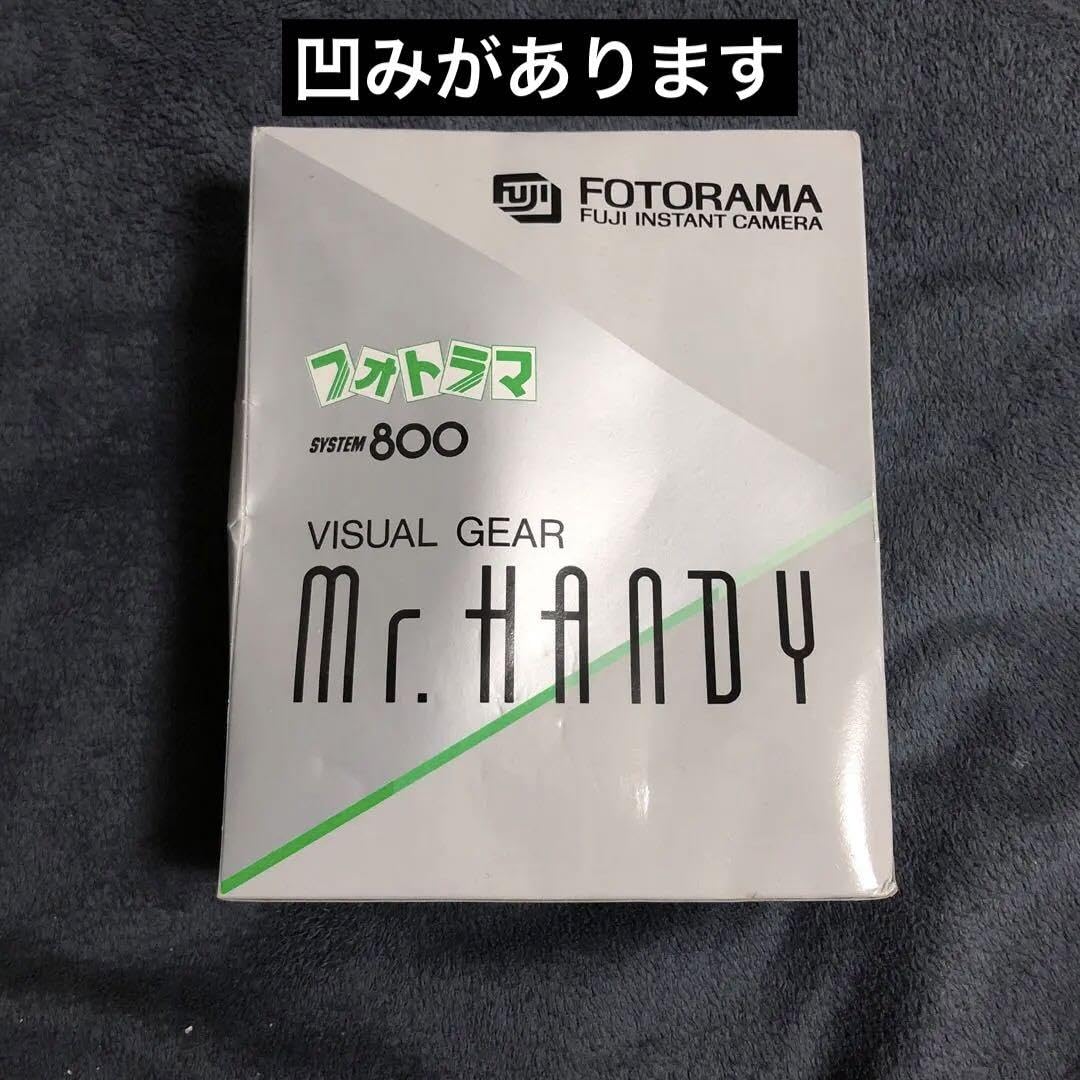 凹みがあります
FUJI FOTORAMA
FUJI INSTANT CAMERA
フォトラマ
SYSTEM 800
VISUAL GEAR
Mr. HANDY